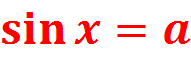 sin x = a